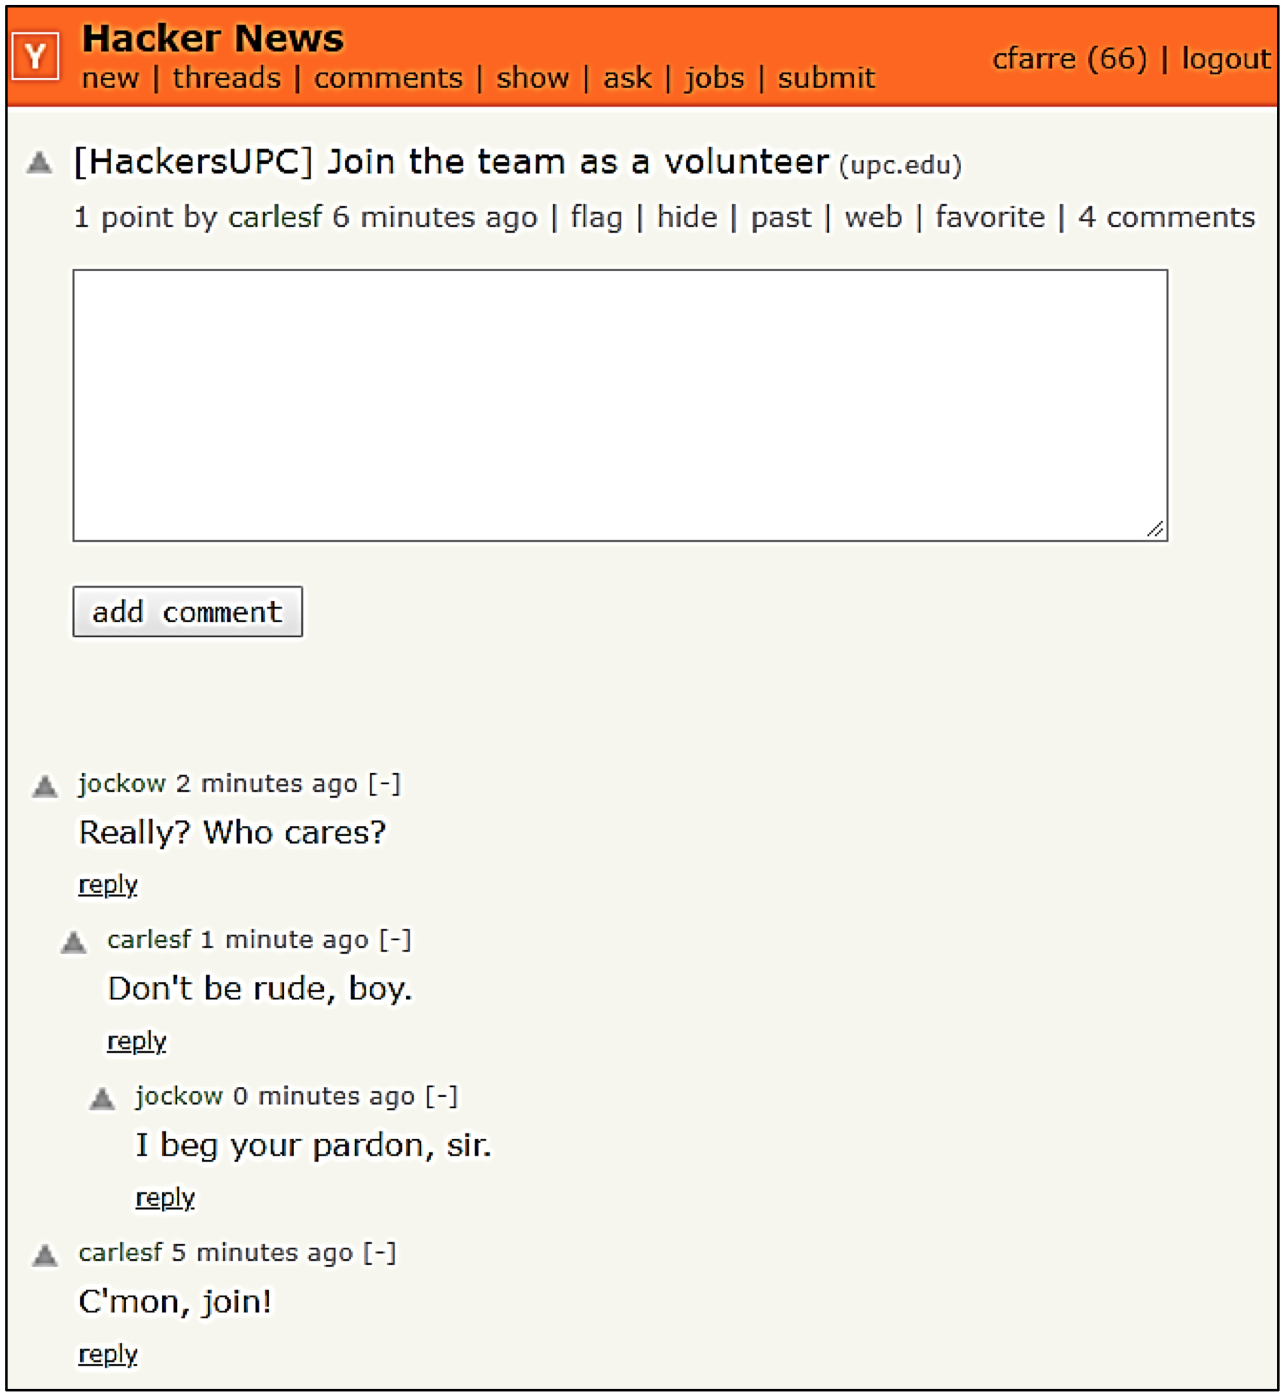 Y
Hacker News
new | threads | comments | show | ask | jobs | submit
cfarre (66) | logout
[HackersUPC] Join the team as a volunteer (upc.edu)
1 point by carlesf 6 minutes ago | flag | hide | past | web | favorite | 4 comments
add comment
jockow 2 minutes ago [-]
Really? Who cares?
reply
carlesf 1 minute ago [-]
Don't be rude, boy.
reply
jockow 0 minutes ago [-]
I beg your pardon, sir.
reply
carlesf 5 minutes ago [-]
C'mon, join!
reply